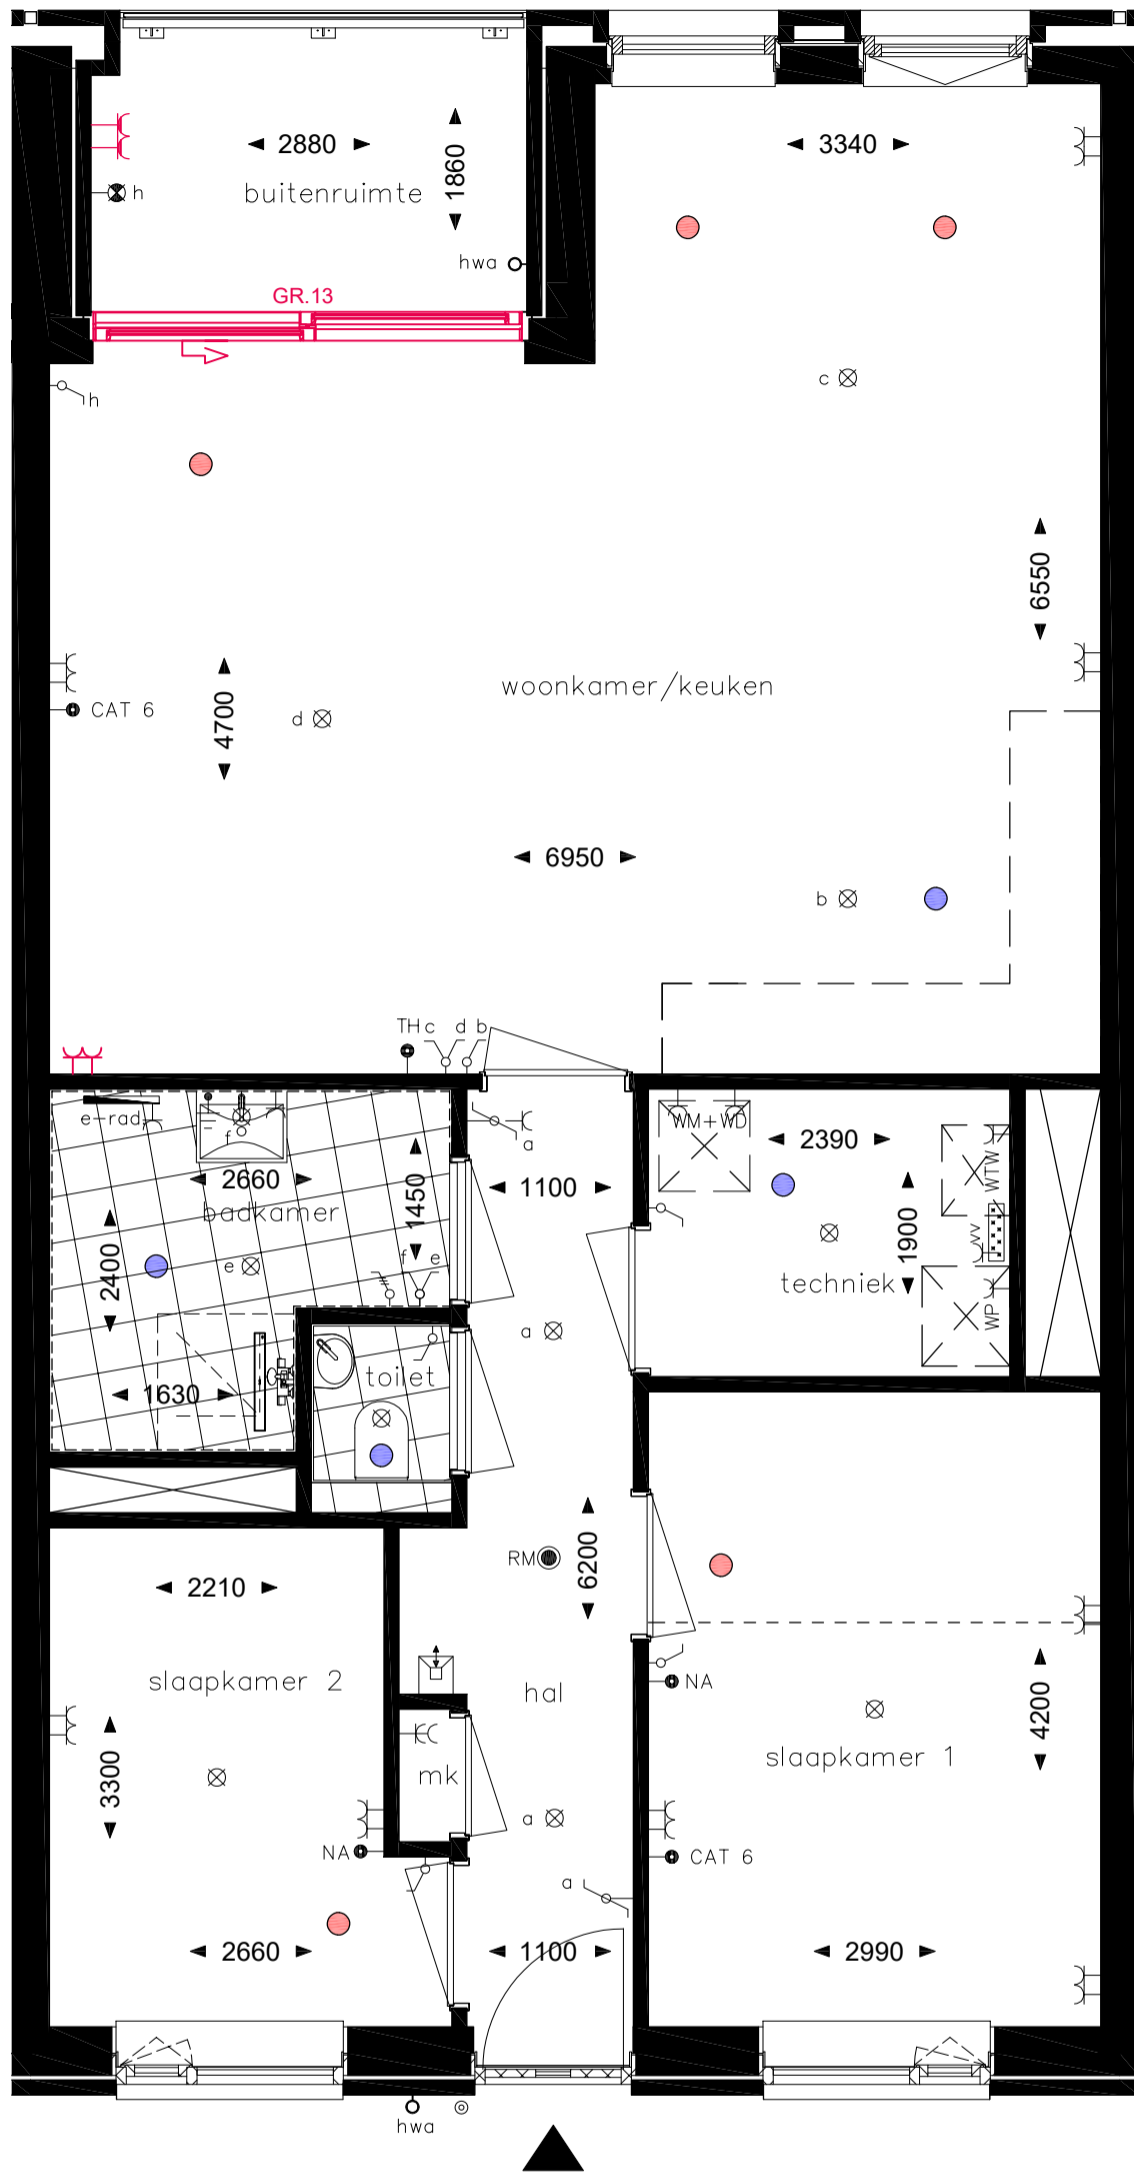 2880
1860
3340
h
buitenruimte
hwa
GR.13
c
h
6550
woonkamer/keuken
CAT 6
4700
d
6950
b
TH c d b
e-rad.
f
a
WM+WD
2390
WTW
2660
1450
1100
badkamer
1900
2400
f e
e
VV
techniek
a
WP
1630
toilet
RM
6200
2210
slaapkamer 2
NA
hal
4200
3300
slaapkamer 1
mk
a
NA
CAT 6
a
2660
1100
2990
hwa